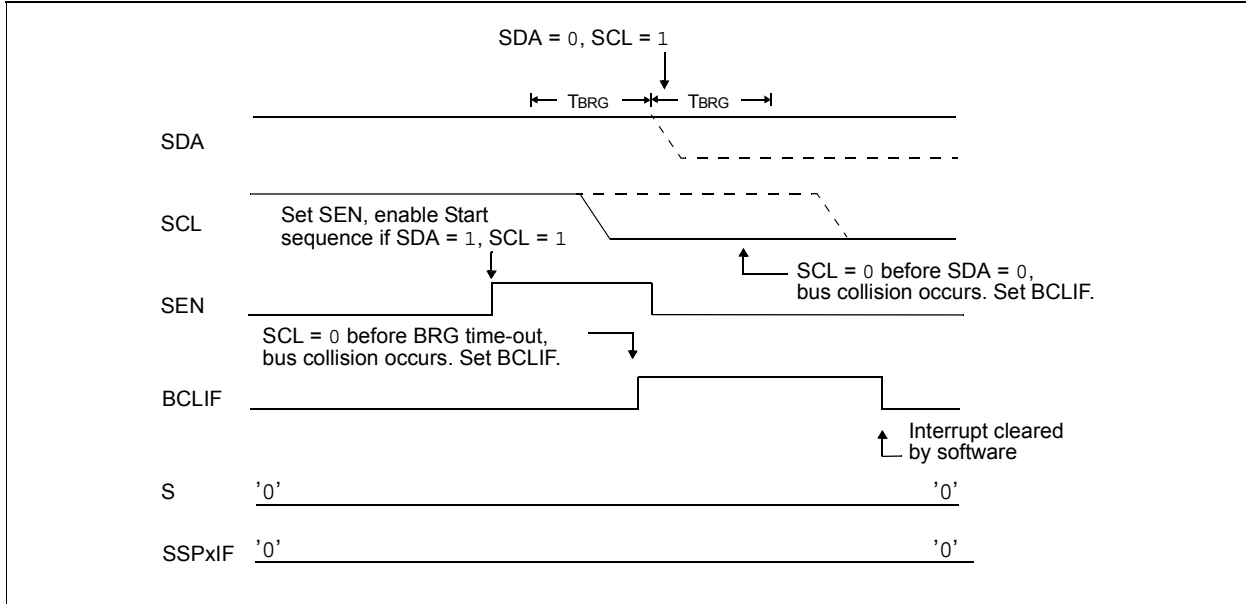 SDA = 0, SCL = 1
TBRG TBRG
SDA
SCL
Set SEN, enable Start
sequence if SDA = 1, SCL = 1
SCL = 0 before SDA = 0,
bus collision occurs. Set BCLIF.
SEN
SCL = 0 before BRG time-out,
bus collision occurs. Set BCLIF.
BCLIF
Interrupt cleared
by software
S '0' '0'
SSPxIF '0' '0'